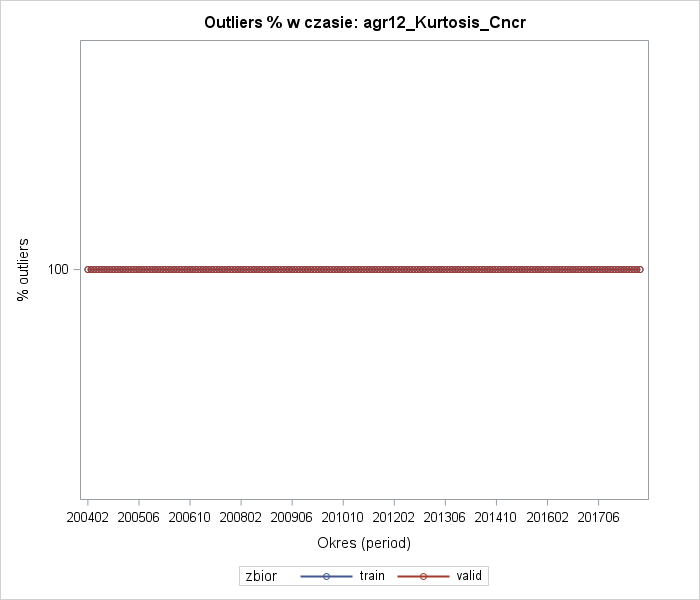 Outliers % w czasie: agr12_Kurtosis_Cncr
% outliers
100
200402 200506 200610 200802 200906 201010 201202 201306 201410 201602 201706
Okres (period)
zbior train valid